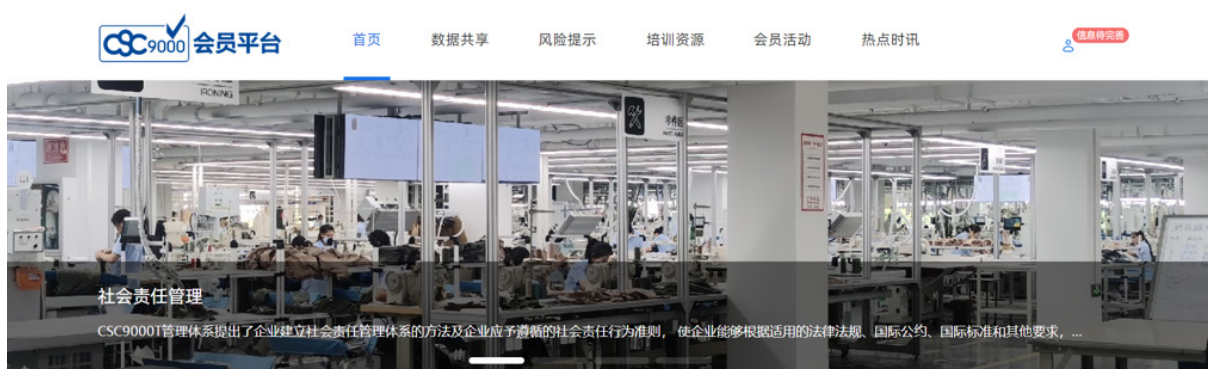 CSC9000 会员平台
首页
数据共享
风险提示
培训资源
会员活动
热点时讯
信息待完善
IRONING
社会责任管理
CSC9000T管理体系提出了企业建立社会责任管理体系的方法及企业应予遵循的社会责任行为准则， 使企业能够根据适用的法律法规、国际公约、国际标准和其他要求，...